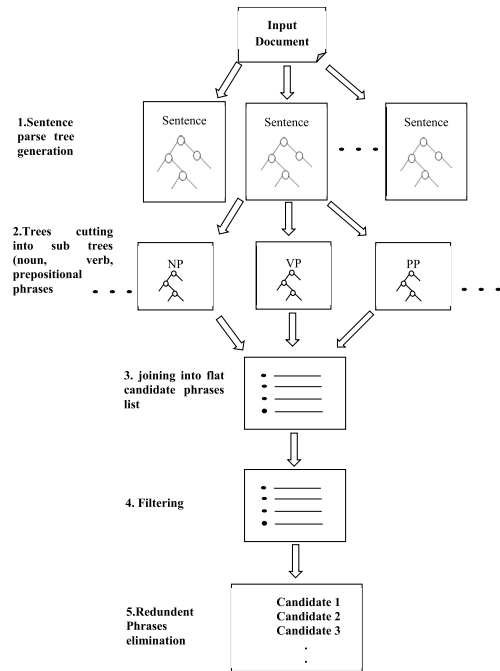 Input
Document
1.Sentence
parse tree
generation
Sentence
Sentence
Sentence
2.Trees cutting
into sub trees
(noun, verb,
prepositional
phrases
NP
VP
PP
3. joining into flat
candidate phrases
list
4. Filtering
5.Redundent
Phrases
elimination
Candidate 1
Candidate 2
Candidate 3